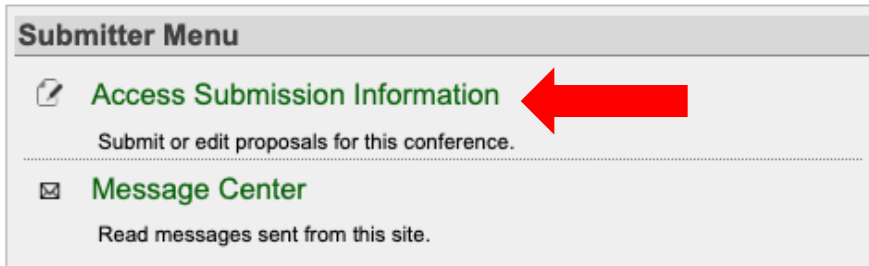 Submitter Menu
Access Submission Information
Submit or edit proposals for this conference.
Message Center
Read messages sent from this site.